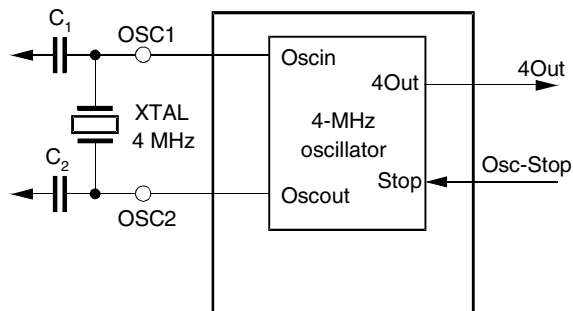 C1
OSC1
Oscin
4Out
4Out
XTAL
4 MHz
4-MHz
oscillator
C2
Osc-Stop
Stop
Oscout
OSC2